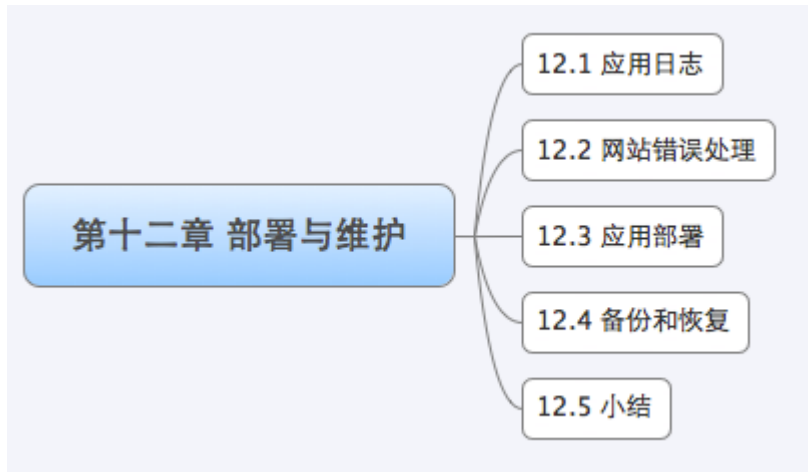 第十二章 部署与维护
12.1 应用日志
12.2 网站错误处理
12.3 应用部署
12.4 备份和恢复
12.5 小结